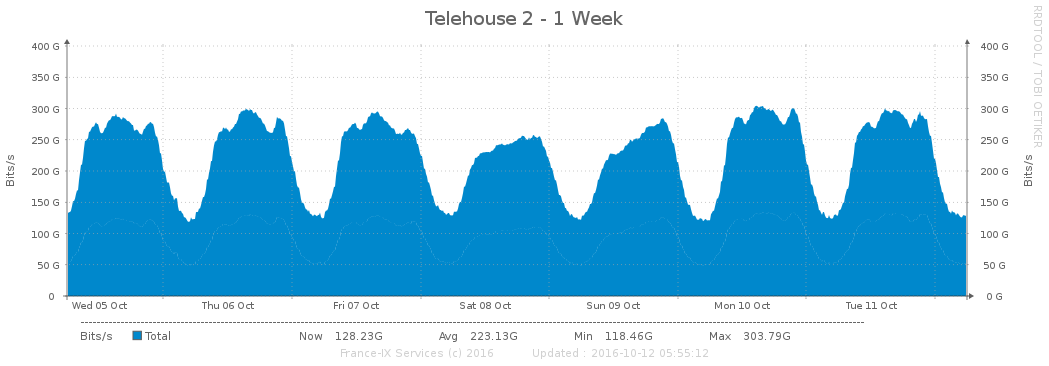 Telehouse 2 - 1 Week
RRDTOOL / TOBI OETIKER
400 G 400 G
350 G 350 G
300 G 300 G
250 G 250 G
200 G 200 G
150 G 150 G
100 G 100 G
50 G 50 G
0 0 G
Bits/s Bits/s
Wed 05 Oct Thu 06 Oct Fri 07 Oct Sat 08 Oct Sun 09 Oct Mon 10 Oct Tue 11 Oct
Bits/s Total Now 128.23G Avg 223.13G Min 118.46G Max 303.79G
France-IX Services (c) 2016 Updated : 2016-10-12 05:55:12